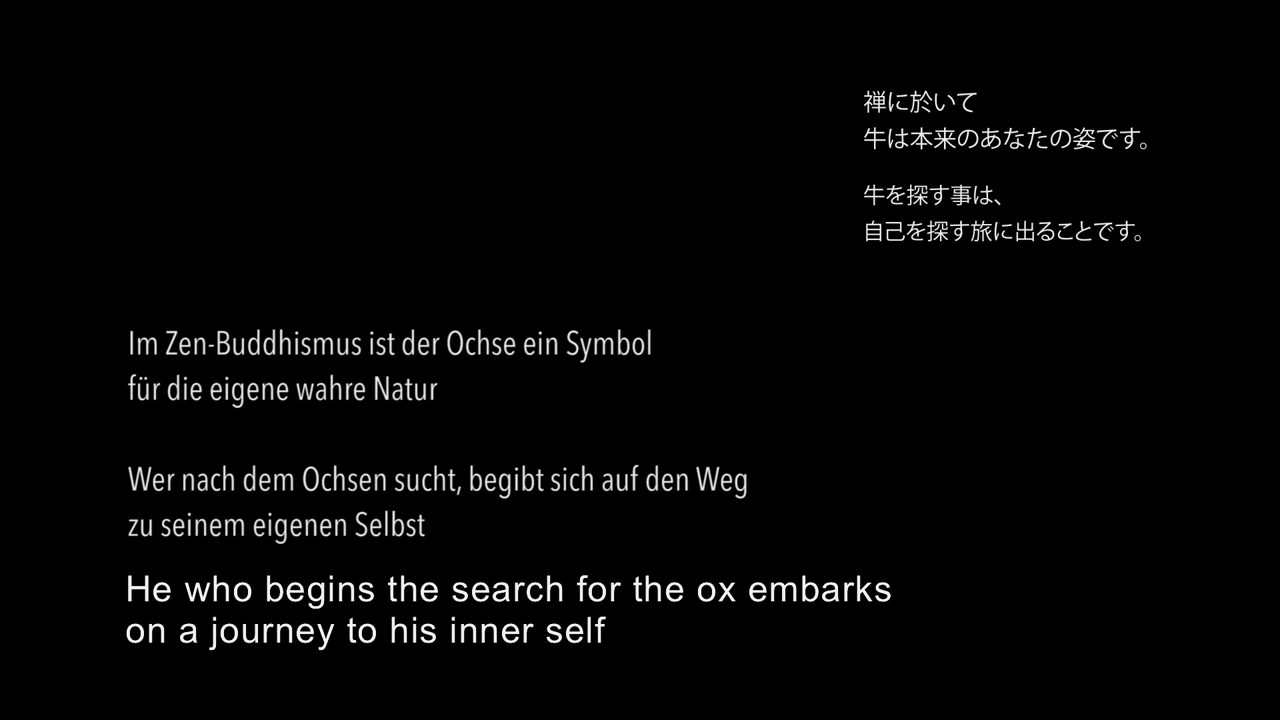 禅に於いて
牛は本来のあなたの姿です。
牛を探す事は、
自己を探す旅に出ることです。
Im Zen-Buddhismus ist der Ochse ein Symbol
für die eigene wahre Natur
Wer nach dem Ochsen sucht, begibt sich auf den Weg
zu seinem eigenen Selbst
He who begins the search for the ox embarks
on a journey to his inner self